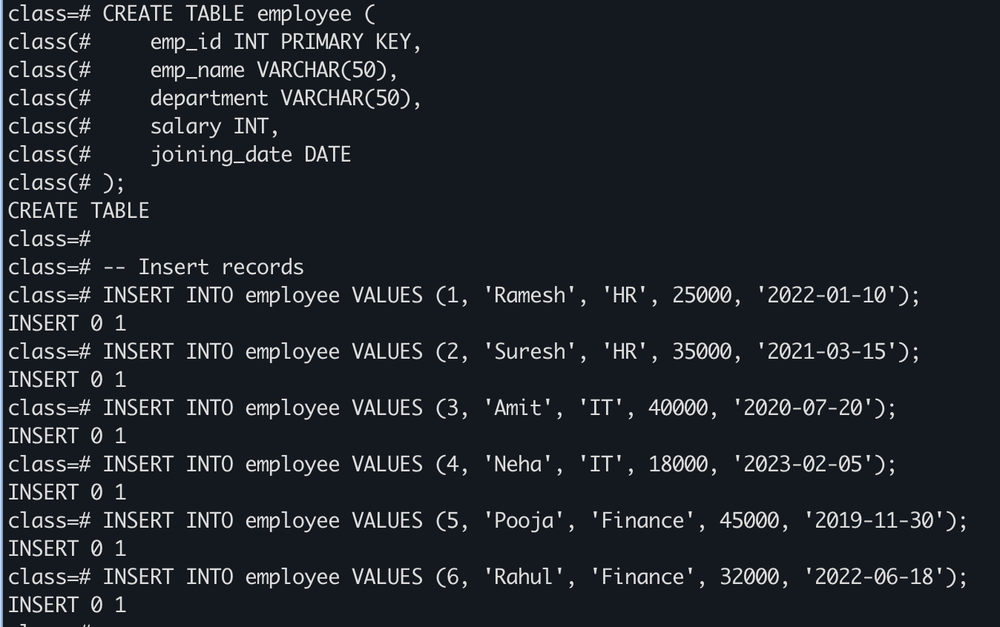 class=# CREATE TABLE employee (
class(#     emp_id INT PRIMARY KEY,
class(#     emp_name VARCHAR(50),
class(#     department VARCHAR(50),
class(#     salary INT,
class(#     joining_date DATE
class(# );
CREATE TABLE
class=#
class=# -- Insert records
class=# INSERT INTO employee VALUES (1, 'Ramesh', 'HR', 25000, '2022-01-10');
INSERT 0 1
class=# INSERT INTO employee VALUES (2, 'Suresh', 'HR', 35000, '2021-03-15');
INSERT 0 1
class=# INSERT INTO employee VALUES (3, 'Amit', 'IT', 40000, '2020-07-20');
INSERT 0 1
class=# INSERT INTO employee VALUES (4, 'Neha', 'IT', 18000, '2023-02-05');
INSERT 0 1
class=# INSERT INTO employee VALUES (5, 'Pooja', 'Finance', 45000, '2019-11-30');
INSERT 0 1
class=# INSERT INTO employee VALUES (6, 'Rahul', 'Finance', 32000, '2022-06-18');
INSERT 0 1